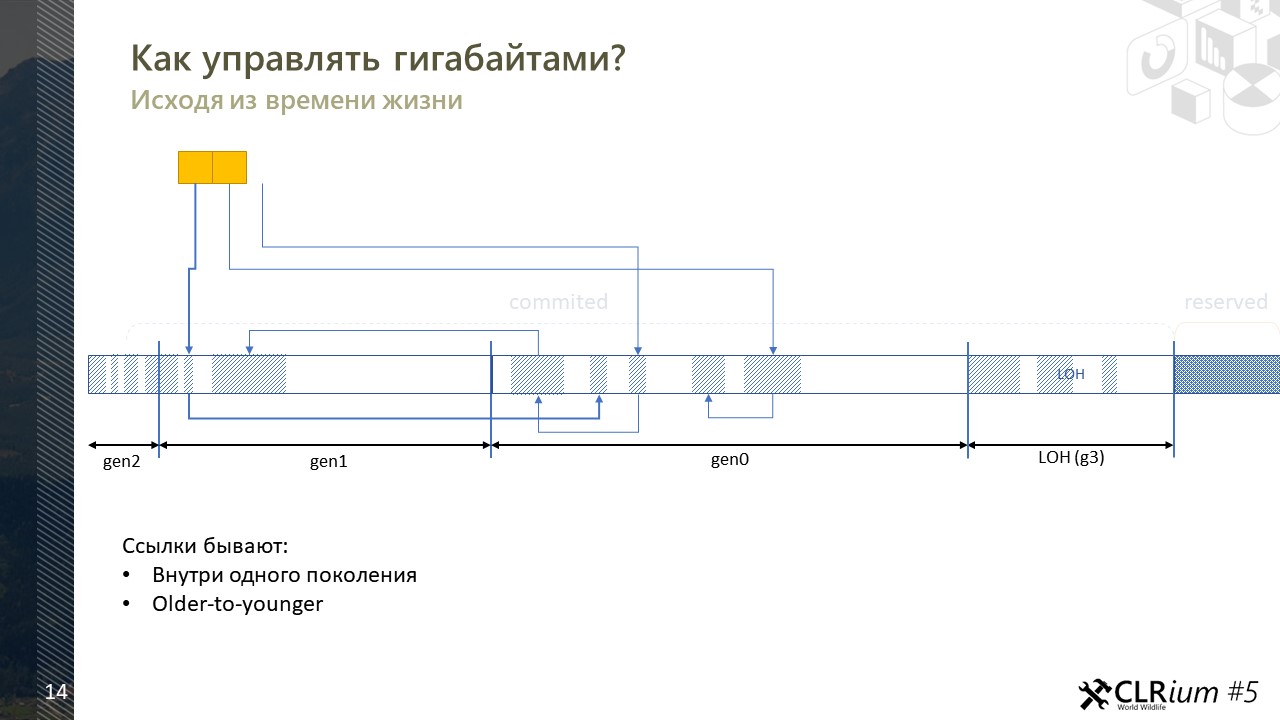 Как управлять гигабайтами?
Исходя из времени жизни
commited
reserved
LOH
gen2
gen1
gen0
LOH (g3)
Ссылки бывают:
• Внутри одного поколения
• Older-to-younger
14
CLRium #5
World Wildlife